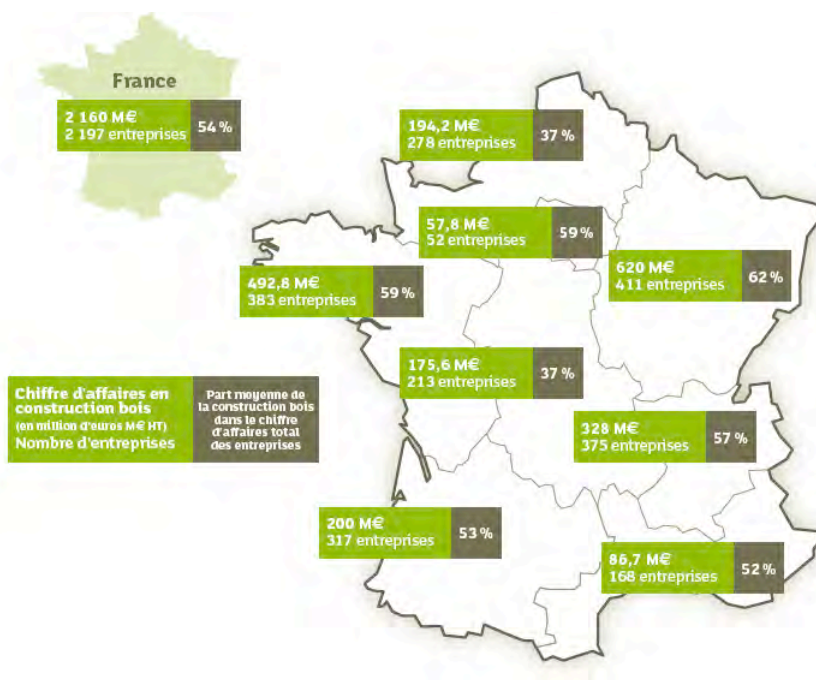 France
2 160 M€
2 197 entreprises
54 %
194,2 M€
278 entreprises
37 %
57,8 M€
52 entreprises
59 %
620 M€
411 entreprises
62 %
492,8 M€
383 entreprises
59 %
175,6 M€
213 entreprises
37 %
Chiffre d'affaires en
construction bois
(en million d'euros M€ HT)
Nombre d'entreprises
Part moyenne de
la construction bois
dans le chiffre
d'affaires total
des entreprises
328 M€
375 entreprises
57 %
200 M€
317 entreprises
53 %
86,7 M€
168 entreprises
52 %